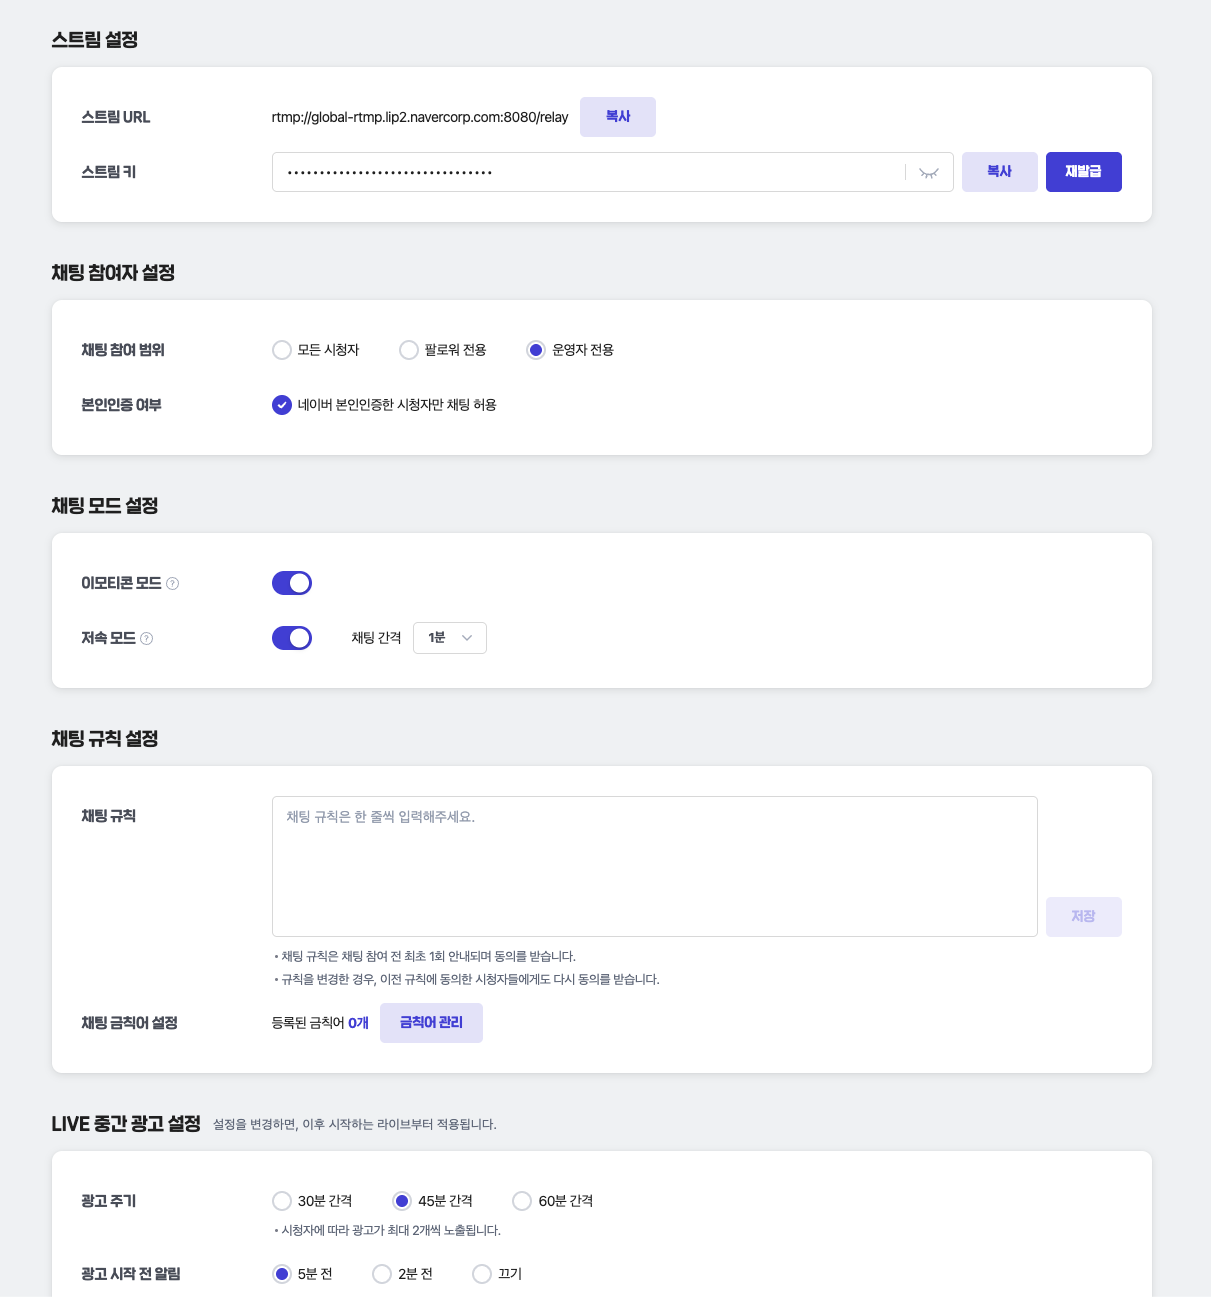 스트림 설정
스트림 URL
rtmp://global-rtmp.lip2.navercorp.com:8080/relay
복사
스트림 키
••••••••••••••••••••••••••••••••
복사
재발급
채팅 참여자 설정
채팅 참여 범위
모든 시청자
팔로워 전용
운영자 전용
본인인증 여부
네이버 본인인증한 시청자만 채팅 허용
채팅 모드 설정
이모티콘 모드 ?
저속 모드 ?
채팅 간격
1분
채팅 규칙 설정
채팅 규칙
채팅 규칙은 한 줄씩 입력해주세요.
저장
• 채팅 규칙은 채팅 참여 전 최초 1회 안내되며 동의를 받습니다.
• 규칙을 변경한 경우, 이전 규칙에 동의한 시청자들에게도 다시 동의를 받습니다.
채팅 금칙어 설정
등록된 금칙어 0개
금칙어 관리
LIVE 중간 광고 설정
설정을 변경하면, 이후 시작하는 라이브부터 적용됩니다.
광고 주기
30분 간격
45분 간격
60분 간격
• 시청자에 따라 광고가 최대 2개씩 노출됩니다.
광고 시작 전 알림
5분 전
2분 전
끄기